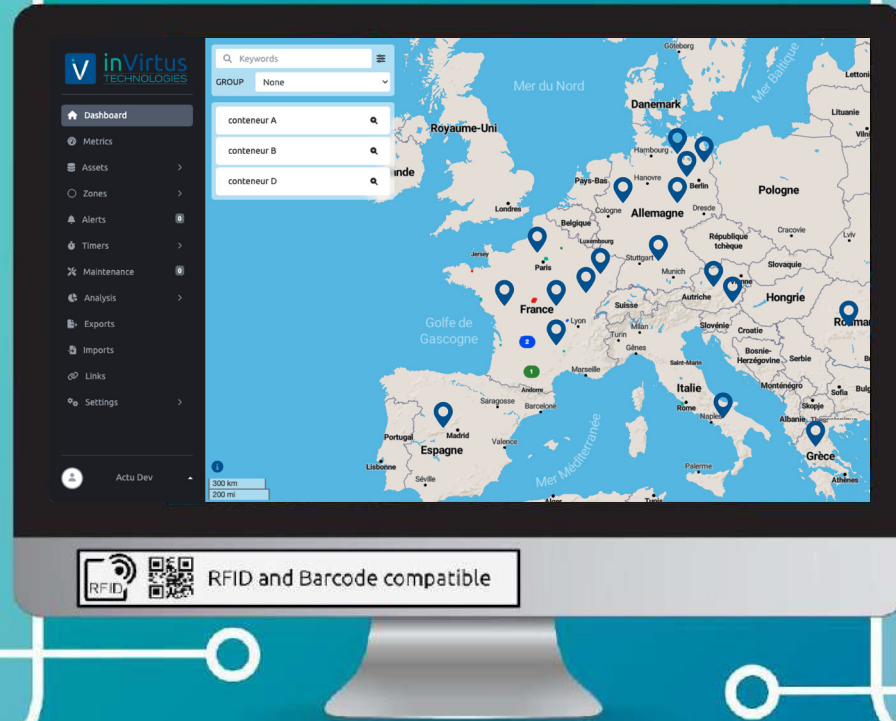 inVirtus
TECHNOLOGIES
Dashboard
Metrics
Assets
Zones
Alerts 0
Timers
Maintenance 0
Analysis
Exports
Imports
Links
Settings
Actu Dev
Keywords
GROUP None
conteneur A
conteneur B
conteneur D
Göteborg
Mer du Nord
Mer Baltique
Danemark
Lituanie
Royaume-Uni
Hambourg
Pays-Bas
Hanovre
Berlin
Pologne
Londres
Cologne
Allemagne
Dresde
Belgique
Luxembourg
République
tchèque
Cracovie
Lviv
Jersey
Paris
Stuttgart
Munich
Slovaquie
France
Suisse
Autriche
Hongrie
Golfe de
Gascogne
Lyon
2
Turin
Milan
Slovénie
Croatie
Gênes
Bosnie-
Herzégovine
Serbie
1
Marseille
Saint-Marin
Andorre
Italie
Monténégro
Sofia
Saragosse
Barcelone
Rome
Naples
Skopje
Albanie
Portugal
Madrid
Espagne
Valence
Mer Méditerranée
Grèce
Lisbonne
Séville
Palerme
Athènes
Alger
Tunis
300 km
200 mi
RFID
RFID and Barcode compatible